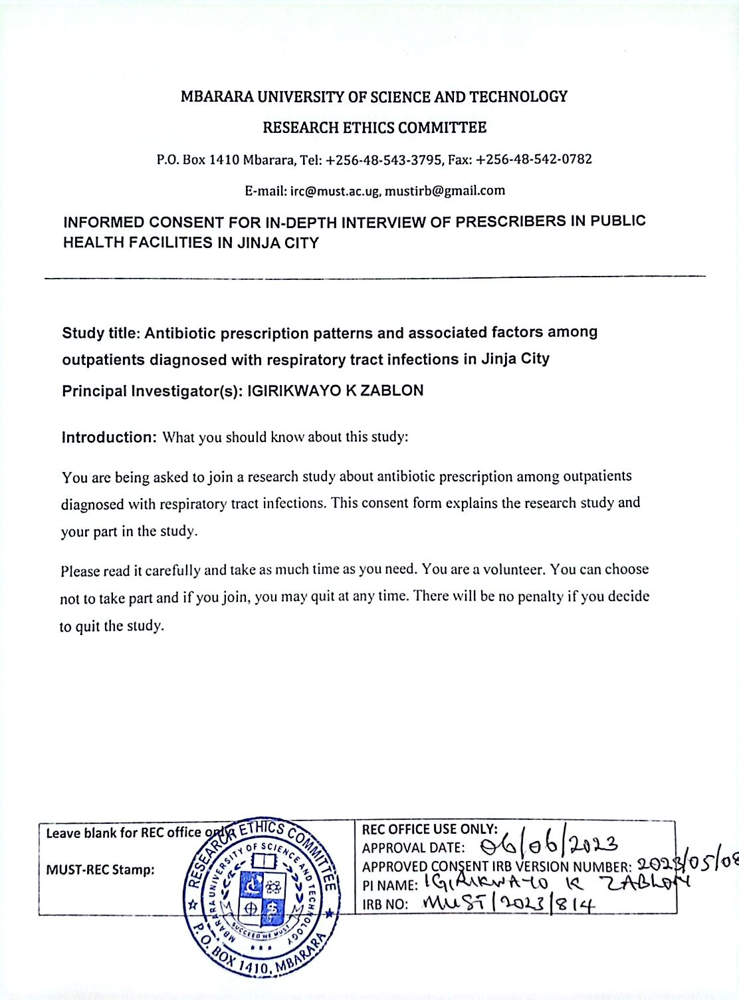 MBARARA UNIVERSITY OF SCIENCE AND TECHNOLOGY
RESEARCH ETHICS COMMITTEE
P.O. Box 1410 Mbarara, Tel: +256-48-543-3795, Fax: +256-48-542-0782
E-mail: irc@must.ac.ug, mustirb@gmail.com
INFORMED CONSENT FOR IN-DEPTH INTERVIEW OF PRESCRIBERS IN PUBLIC
HEALTH FACILITIES IN JINJA CITY
Study title: Antibiotic prescription patterns and associated factors among
outpatients diagnosed with respiratory tract infections in Jinja City
Principal Investigator(s): IGIRIKWAYO K ZABLON
Introduction: What you should know about this study:
You are being asked to join a research study about antibiotic prescription among outpatients
diagnosed with respiratory tract infections. This consent form explains the research study and
your part in the study.
Please read it carefully and take as much time as you need. You are a volunteer. You can choose
not to take part and if you join, you may quit at any time. There will be no penalty if you decide
to quit the study.
Leave blank for REC office only:
MUST-REC Stamp:
RESEARCH ETHICS COMMITTEE
MBARARA UNIVERSITY OF SCIENCE AND TECHNOLOGY
SUCCEED WE MUST
P.O. BOX 1410, MBARARA
REC OFFICE USE ONLY:
APPROVAL DATE: 06/06/2023
APPROVED CONSENT IRB VERSION NUMBER: 2023/05/08
PI NAME: IGIRIKWAYO K ZABLON
IRB NO: MUST/2023/814